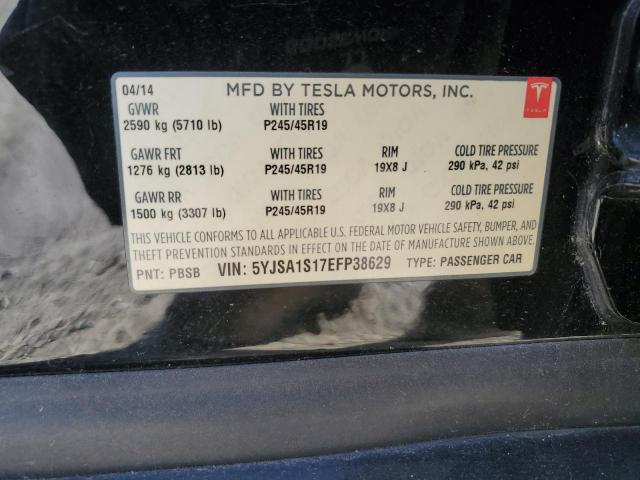 04/14 MFD BY TESLA MOTORS, INC.
GVWR WITH TIRES
2590 kg (5710 lb) P245/45R19
TESLA
GAWR FRT WITH TIRES RIM COLD TIRE PRESSURE
1276 kg (2813 lb) P245/45R19 19X8 J 290 kPa, 42 psi
GAWR RR WITH TIRES RIM COLD TIRE PRESSURE
1500 kg (3307 lb) P245/45R19 19X8 J 290 kPa, 42 psi
THIS VEHICLE CONFORMS TO ALL APPLICABLE U.S. FEDERAL MOTOR VEHICLE SAFETY, BUMPER, AND
THEFT PREVENTION STANDARDS IN EFFECT ON THE DATE OF MANUFACTURE SHOWN ABOVE.
PNT: PBSB VIN: 5YJSA1S17EFP38629 TYPE: PASSENGER CAR